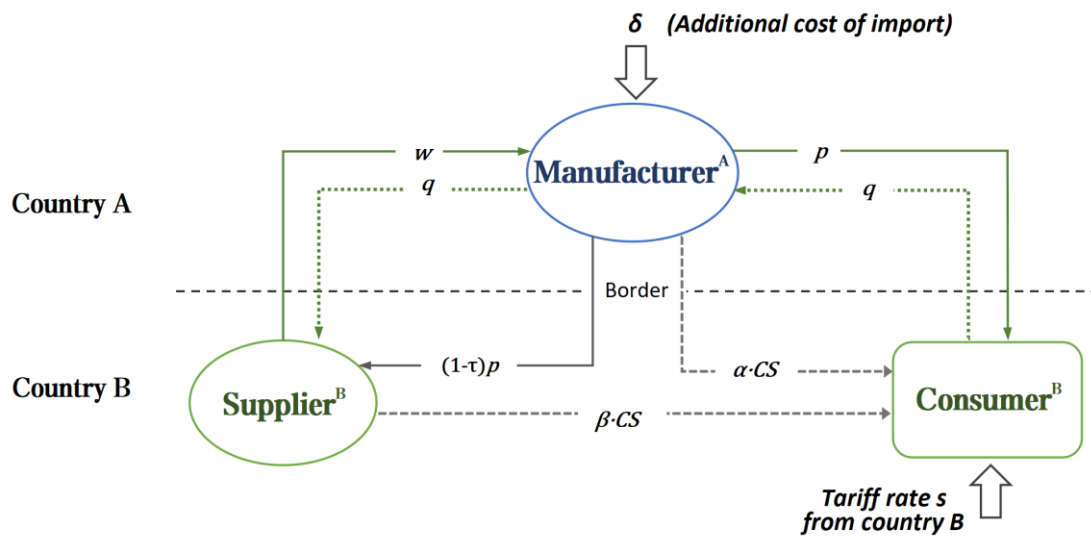 δ (Additional cost of import)
w
p
Manufacturer^A
q
q
Country A
Border
(1-τ)p
α·CS
Country B
Supplier^B
Consumer^B
β·CS
Tariff rate s
from country B